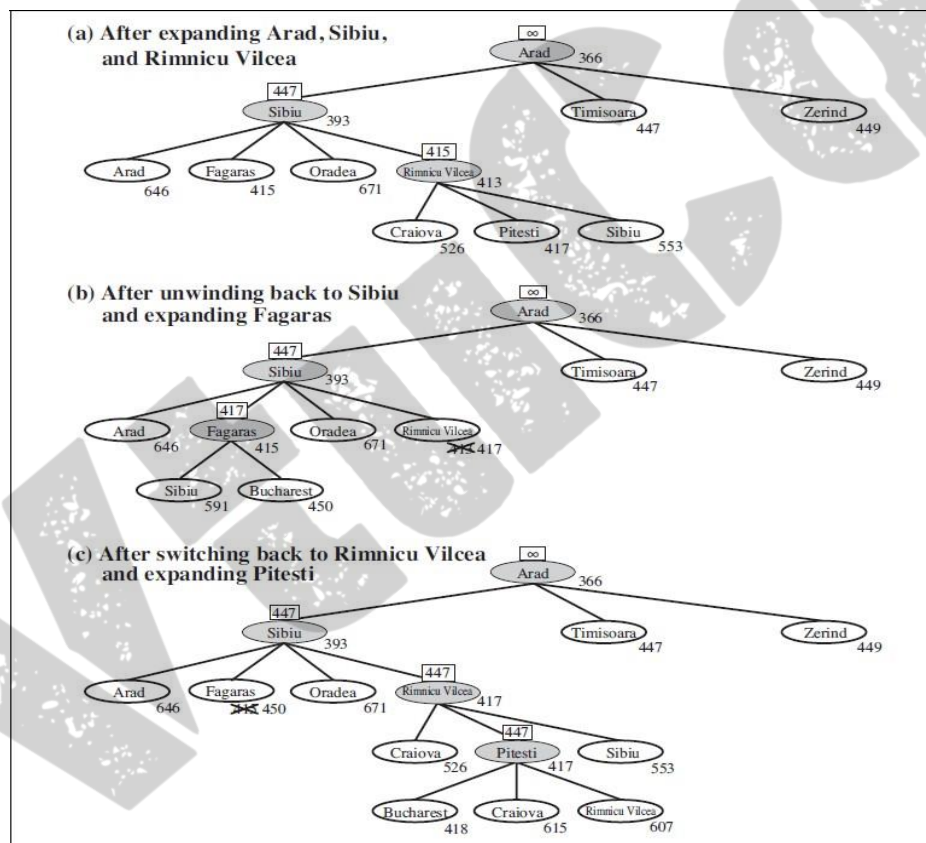 (a) After expanding Arad, Sibiu,
and Rimnicu Vilcea
∞
Arad
366
447
Sibiu
393
Timisoara
447
Zerind
449
Arad
646
Fagaras
415
Oradea
671
415
Rimnicu Vilcea
413
Craiova
526
Pitesti
417
Sibiu
553
(b) After unwinding back to Sibiu
and expanding Fagaras
∞
Arad
366
447
Sibiu
393
Timisoara
447
Zerind
449
Arad
646
417
Fagaras
415
Oradea
671
Rimnicu Vilcea
413 417
Sibiu
591
Bucharest
450
(c) After switching back to Rimnicu Vilcea
and expanding Pitesti
∞
Arad
366
447
Sibiu
393
Timisoara
447
Zerind
449
Arad
646
Fagaras
415 450
Oradea
671
447
Rimnicu Vilcea
417
Craiova
526
447
Pitesti
417
Sibiu
553
Bucharest
418
Craiova
615
Rimnicu Vilcea
607